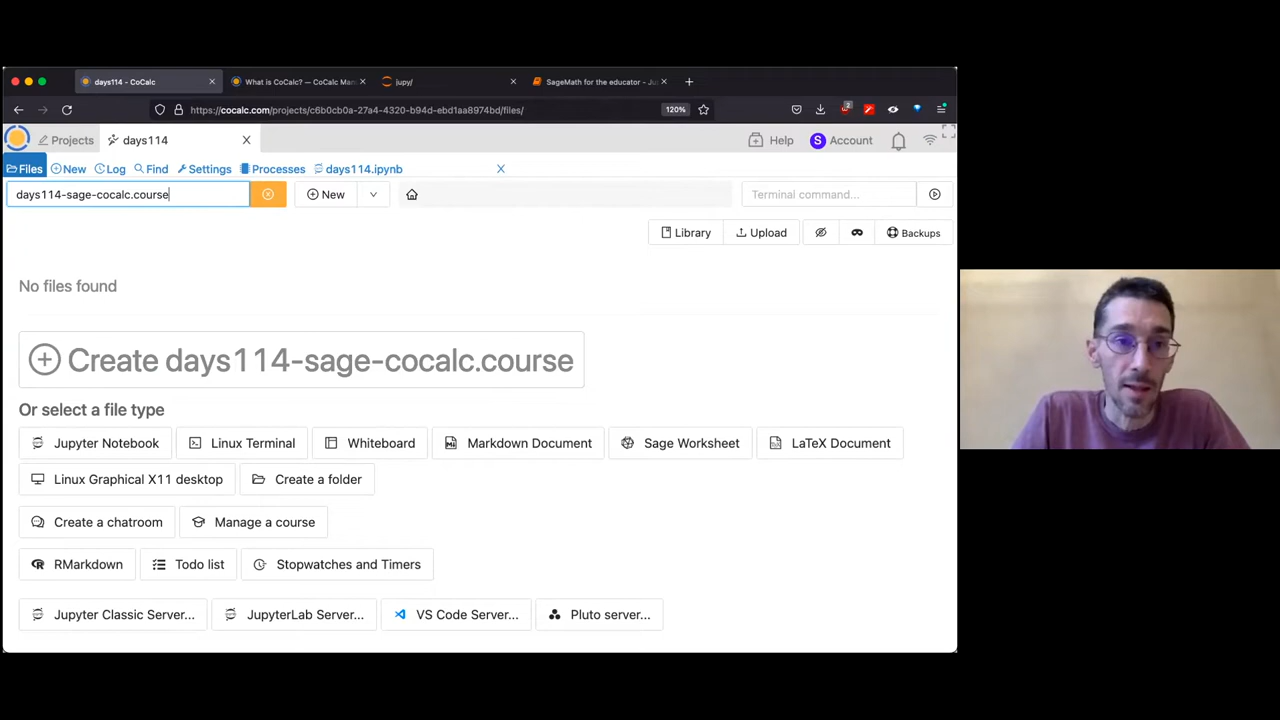 days114 - CoCalc
What is CoCalc? — CoCalc Man
jupy/
SageMath for the educator - Ju
https://cocalc.com/projects/c6b0cb0a-27a4-4320-b94d-ebd1aa8974bd/files/
120%
2
Projects
days114
Help
S
Account
Files
New
Log
Find
Settings
Processes
days114.ipynb
days114-sage-cocalc.course
New
Terminal command...
Library
Upload
Backups
No files found
Create days114-sage-cocalc.course
Or select a file type
Jupyter Notebook
Linux Terminal
Whiteboard
Markdown Document
Sage Worksheet
LaTeX Document
Linux Graphical X11 desktop
Create a folder
Create a chatroom
Manage a course
RMarkdown
Todo list
Stopwatches and Timers
Jupyter Classic Server...
JupyterLab Server...
VS Code Server...
Pluto server...